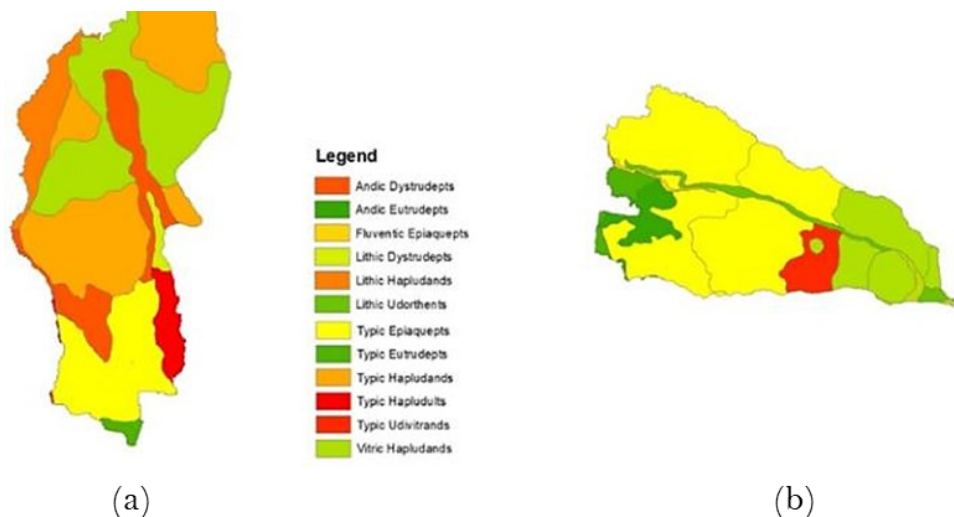 Legend
Andic Dystrudepts
Andic Eutrudepts
Fluventic Epiaquepts
Lithic Dystrudepts
Lithic Hapludands
Lithic Udorthents
Typic Epiaquepts
Typic Eutrudepts
Typic Hapludands
Typic Hapludults
Typic Udivitrands
Vitric Hapludands
(a)
(b)